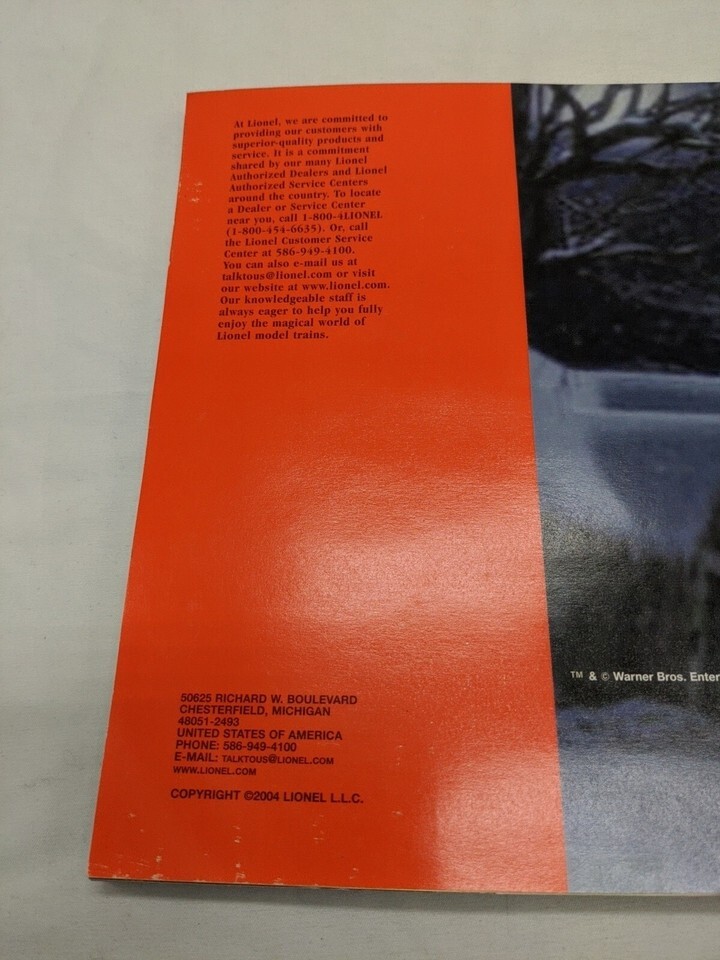 At Lionel, we are committed to
providing our customers with
superior-quality products and
service. It is a commitment
shared by our many Lionel
Authorized Dealers and Lionel
Authorized Service Centers
around the country. To locate
a Dealer or Service Center
near you, call 1-800-4LIONEL
(1-800-454-6635). Or, call
the Lionel Customer Service
Center at 586-949-4100.
You can also e-mail us at
talktous@lionel.com or visit
our website at www.lionel.com.
Our knowledgeable staff is
always eager to help you fully
enjoy the magical world of
Lionel model trains.
TM & © Warner Bros. Enter
50625 RICHARD W. BOULEVARD
CHESTERFIELD, MICHIGAN
48051-2493
UNITED STATES OF AMERICA
PHONE: 586-949-4100
E-MAIL: TALKTOUS@LIONEL.COM
WWW.LIONEL.COM
COPYRIGHT ©2004 LIONEL L.L.C.